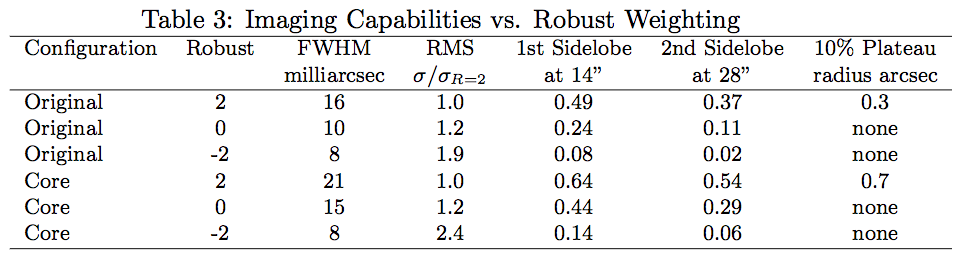 Table 3: Imaging Capabilities vs. Robust Weighting
Configuration Robust FWHM RMS 1st Sidelobe 2nd Sidelobe 10% Plateau
milliarcsec σ/σR=2 at 14" at 28" radius arcsec
Original 2 16 1.0 0.49 0.37 0.3
Original 0 10 1.2 0.24 0.11 none
Original -2 8 1.9 0.08 0.02 none
Core 2 21 1.0 0.64 0.54 0.7
Core 0 15 1.2 0.44 0.29 none
Core -2 8 2.4 0.14 0.06 none